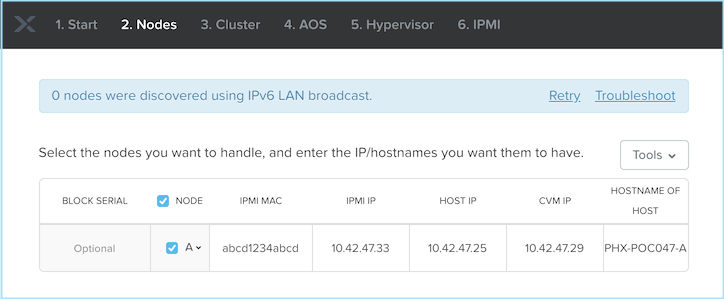 1. Start 2. Nodes 3. Cluster 4. AOS 5. Hypervisor 6. IPMI
0 nodes were discovered using IPv6 LAN broadcast. Retry Troubleshoot
Select the nodes you want to handle, and enter the IP/hostnames you want them to have. Tools
BLOCK SERIAL NODE IPMI MAC IPMI IP HOST IP CVM IP HOSTNAME OF
HOST
Optional A abcd1234abcd 10.42.47.33 10.42.47.25 10.42.47.29 PHX-POC047-A